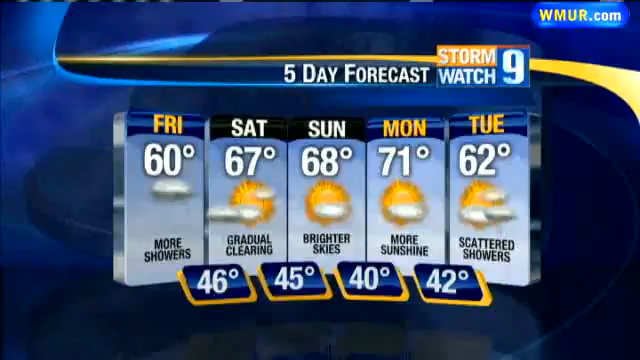 WMUR.com
5 DAY FORECAST
STORM
WATCH 9
FRI SAT SUN MON TUE
60° 67° 68° 71° 62°
MORE SHOWERS
GRADUAL CLEARING
BRIGHTER SKIES
MORE SUNSHINE
SCATTERED SHOWERS
46° 45° 40° 42°